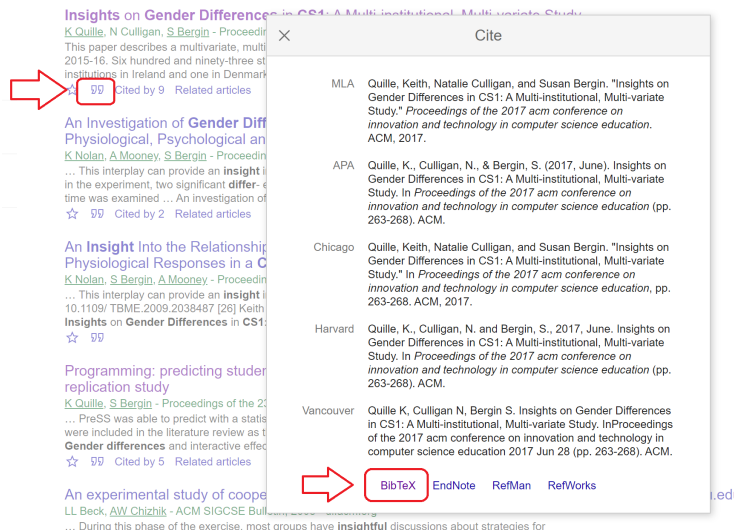 Insights on Gender Differences in CS1: A Multi-institutional, Multi-variate Study
K Quille, N Culligan, S Bergin - Proceedin
This paper describes a multivariate, multi
2015-16. Six hundred and ninety-three st
institutions in Ireland and one in Denmark
Cited by 9 Related articles
An Investigation of Gender Diff
Physiological, Psychological an
K Nolan, A Mooney, S Bergin - Proceedin
… This interplay can provide an insight i
in the experiment, two significant differ- e
time was examined … An investigation of
Cited by 2 Related articles
An Insight Into the Relationship
Physiological Responses in a C
K Nolan, S Bergin, A Mooney - Proceedin
… This interplay can provide an insight i
10.1109/ TBME.2009.2038487 [26] Keith
Insights on Gender Differences in CS1:
Programming: predicting studen
replication study
K Quille, S Bergin - Proceedings of the 23
… PreSS was able to predict with a statis
were included in the literature review as t
Gender differences and interactive effec
Cited by 5 Related articles
An experimental study of coope
LL Beck, AW Chizhik - ACM SIGCSE Bulletin,
… During this phase of the exercise, most groups have insightful discussions about strategies for
Cite
MLA Quille, Keith, Natalie Culligan, and Susan Bergin. "Insights on
Gender Differences in CS1: A Multi-institutional, Multi-variate
Study." Proceedings of the 2017 acm conference on
innovation and technology in computer science education.
ACM, 2017.
APA Quille, K., Culligan, N., & Bergin, S. (2017, June). Insights on
Gender Differences in CS1: A Multi-institutional, Multi-variate
Study. In Proceedings of the 2017 acm conference on
innovation and technology in computer science education (pp.
263-268). ACM.
Chicago Quille, Keith, Natalie Culligan, and Susan Bergin. "Insights on
Gender Differences in CS1: A Multi-institutional, Multi-variate
Study." In Proceedings of the 2017 acm conference on
innovation and technology in computer science education, pp.
263-268. ACM, 2017.
Harvard Quille, K., Culligan, N. and Bergin, S., 2017, June. Insights on
Gender Differences in CS1: A Multi-institutional, Multi-variate
Study. In Proceedings of the 2017 acm conference on
innovation and technology in computer science education (pp.
263-268). ACM.
Vancouver Quille K, Culligan N, Bergin S. Insights on Gender Differences
in CS1: A Multi-institutional, Multi-variate Study. InProceedings
of the 2017 acm conference on innovation and technology in
computer science education 2017 Jun 28 (pp. 263-268). ACM.
BibTeX EndNote RefMan RefWorks
u.ed